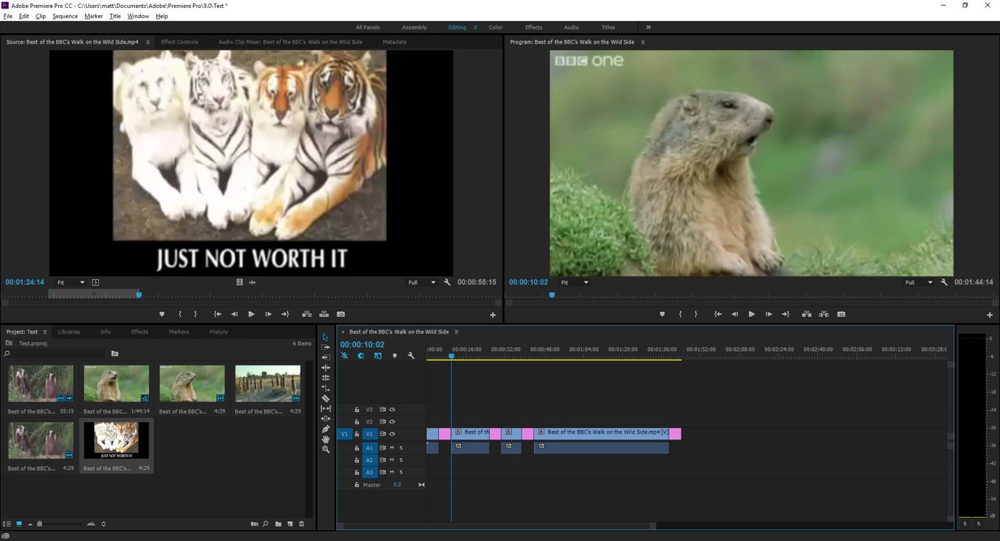 Adobe Premiere Pro CC - C:\Users\matt\Documents\Adobe\Premiere Pro\9.0\Test *
File Edit Clip Sequence Marker Title Window Help
All Panels Assembly Editing Color Effects Audio Titles
Source: Best of the BBC's Walk on the Wild Side.mp4 Effect Controls Audio Clip Mixer: Best of the BBC's Walk on the Wild Side Metadata
Program: Best of the BBC's Walk on the Wild Side
BBC one
JUST NOT WORTH IT
00:01:24:14 Fit Full 00:00:55:15
00:00:10:02 Fit Full 00:01:44:14
Project: Test Libraries Info Effects Markers History
Test.prproj 6 Items
Best of the BBC's... 55:15
Best of the BBC... 1:44:14
Best of the BBC's... 4:29
Best of the BBC's... 4:29
Best of the BBC's... 4:29
Best of the BBC's... 4:29
JUST NOT WORTH IT
× Best of the BBC's Walk on the Wild Side
00:00:10:02
:00:00 00:00:16:00 00:00:32:00 00:00:48:00 00:01:04:00 00:01:20:00 00:01:36:00 00:01:52:00 00:02:08:00 00:02:24:00 00:02:40:00 00:02:56:00 00:03:12:00 00:03:28:0
V3
V2
V1 V1 fx Best of th fx fx Best of the BBC's Walk on the Wild Side.mp4 [V]
A1 M S fx fx fx
A2 M S
A3 M S
Master 0.0
0
-6
-12
-18
-24
-30
-36
-42
-48
-54
dB
S S